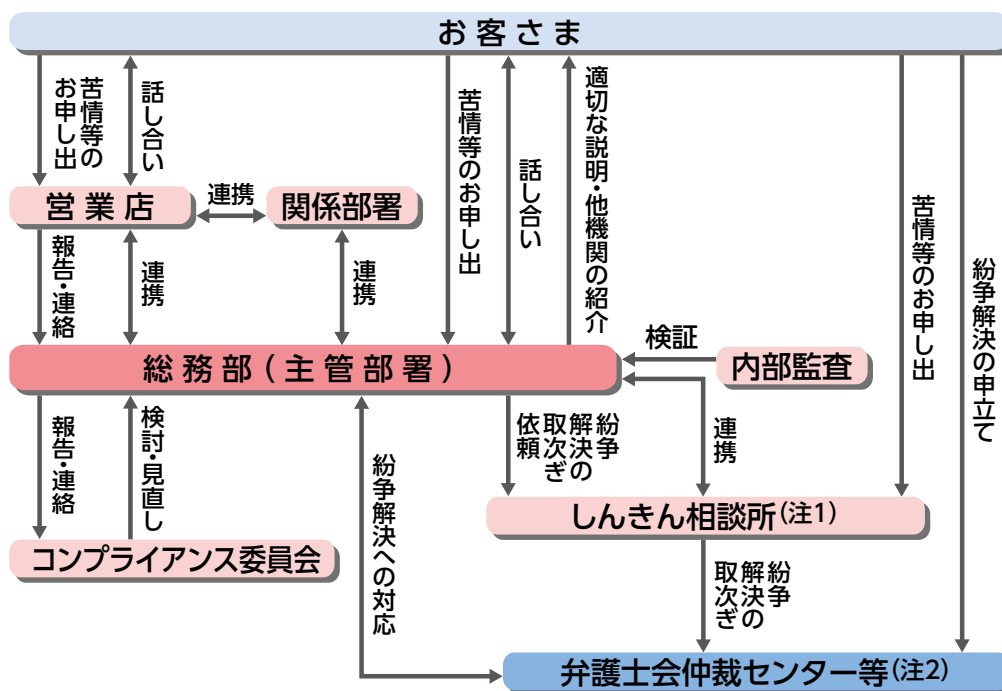 お客さま
苦情等の
お申し出
話し合い
苦情等のお申し出
話し合い
適切な説明・他機関の紹介
苦情等のお申し出
紛争解決の申立て
営業店
連携
関係部署
報告・連絡
連携
連携
総務部(主管部署)
検証
内部監査
報告・連絡
検討・見直し
紛争解決への対応
紛争
解決の
取次ぎ
依頼
連携
しんきん相談所(注1)
コンプライアンス委員会
紛争
解決の
取次ぎ
弁護士会仲裁センター等(注2)